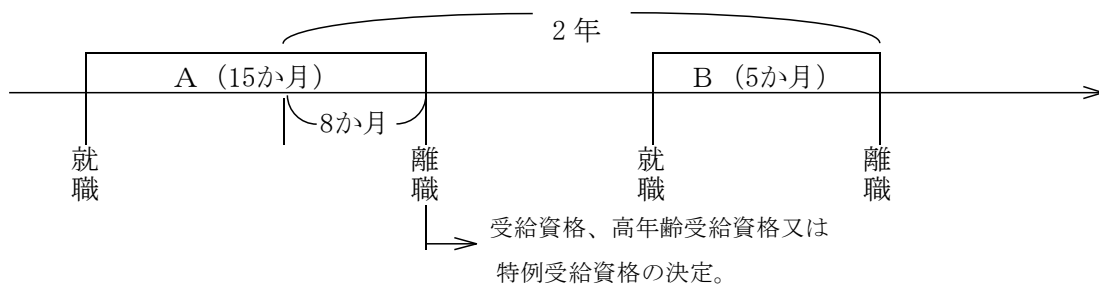 2年
A (15か月)
B (5か月)
8か月
就職
離職
就職
離職
受給資格、高年齢受給資格又は
特例受給資格の決定。